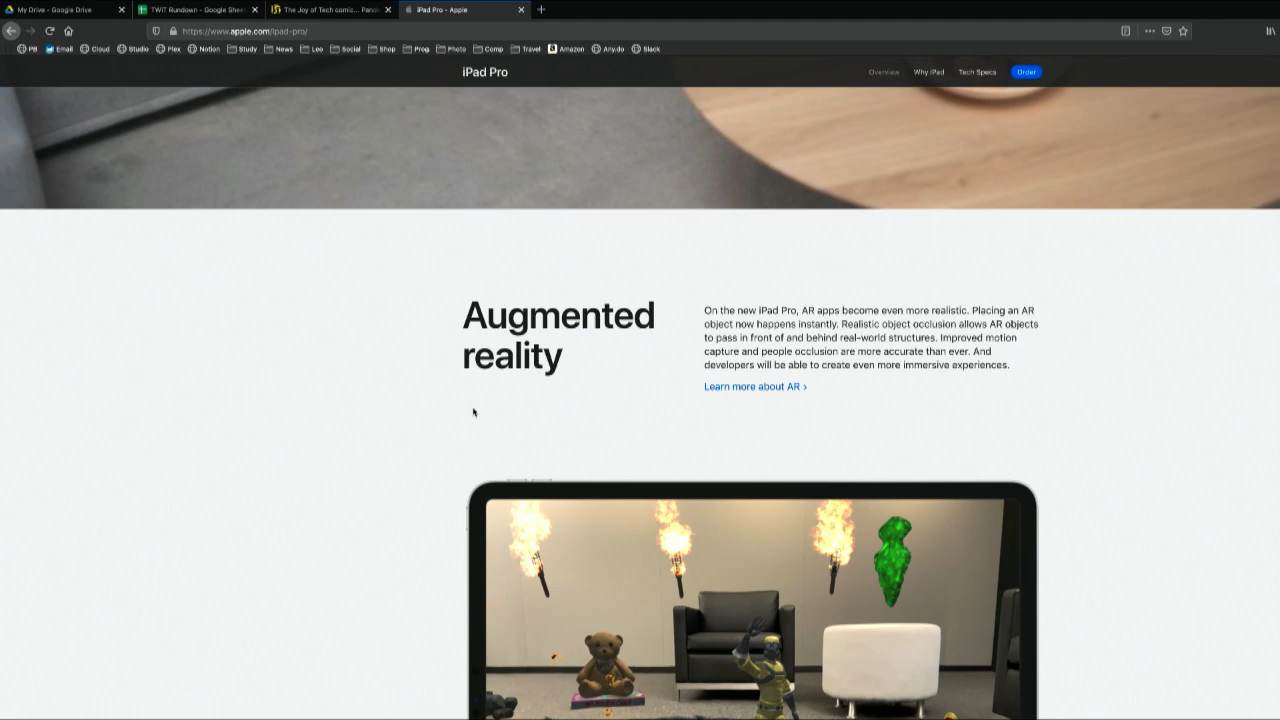 My Drive - Google Drive
TWiT Rundown - Google Shee
The Joy of Tech comic... Pand
iPad Pro - Apple
https://www.apple.com/ipad-pro/
PB Email Cloud Studio Plex Notion Study News Leo Social Shop Prog Photo Comp Travel Amazon Any.do Slack
iPad Pro
Overview Why iPad Tech Specs Order
Augmented
reality
On the new iPad Pro, AR apps become even more realistic. Placing an AR
object now happens instantly. Realistic object occlusion allows AR objects
to pass in front of and behind real-world structures. Improved motion
capture and people occlusion are more accurate than ever. And
developers will be able to create even more immersive experiences.
Learn more about AR ›